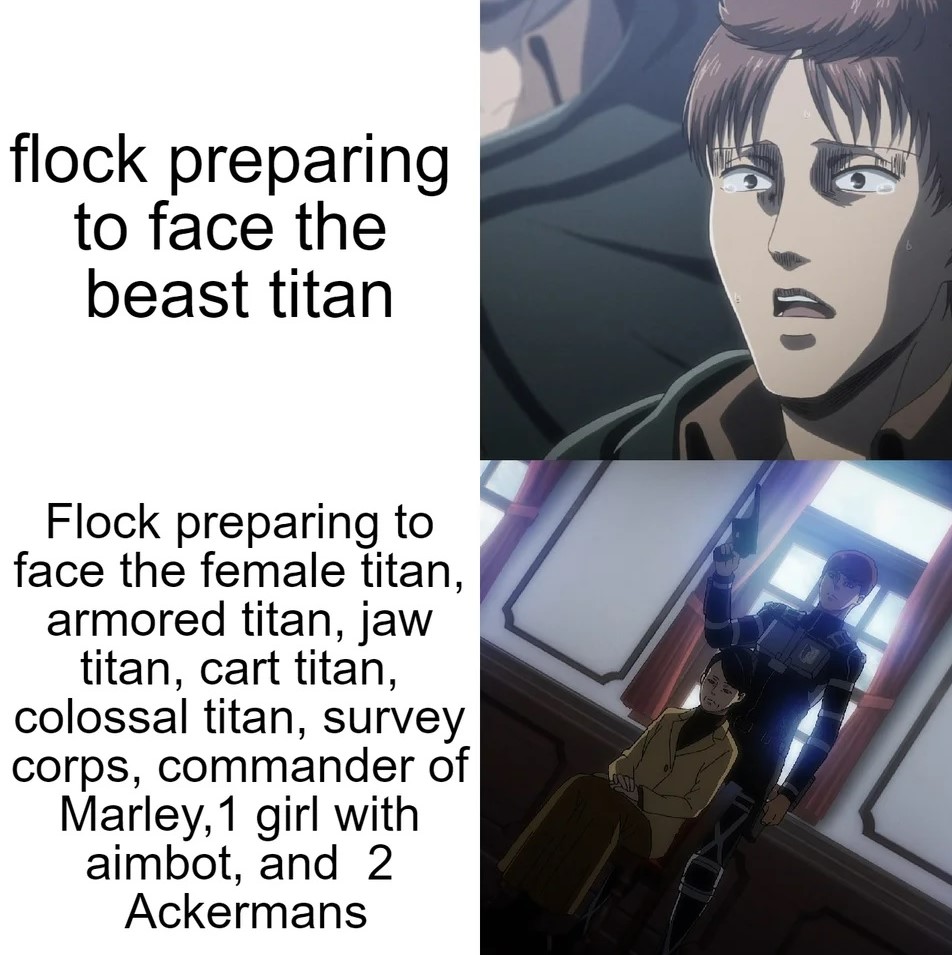 flock preparing
to face the
beast titan
Flock preparing to
face the female titan,
armored titan, jaw
titan, cart titan,
colossal titan, survey
corps, commander of
Marley,1 girl with
aimbot, and  2
Ackermans